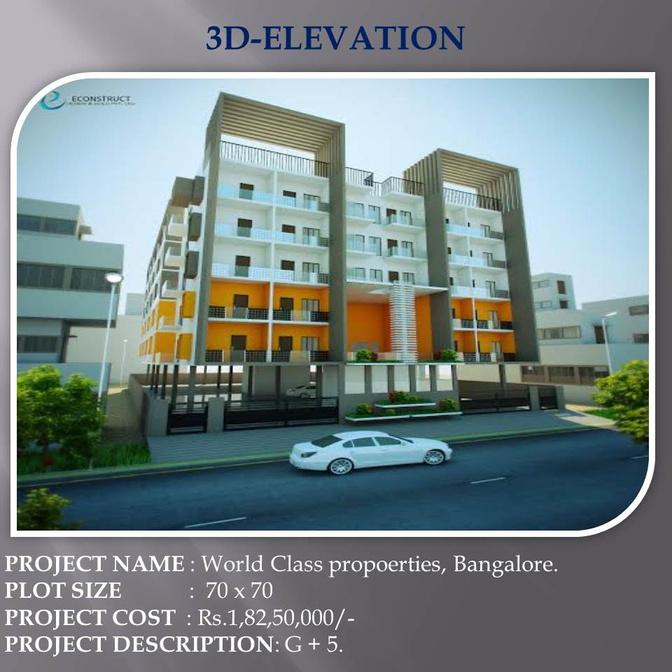 3D-ELEVATION
ECONSTRUCT
PROJECT NAME : World Class propoerties, Bangalore.
PLOT SIZE : 70 x 70
PROJECT COST : Rs.1,82,50,000/-
PROJECT DESCRIPTION: G + 5.